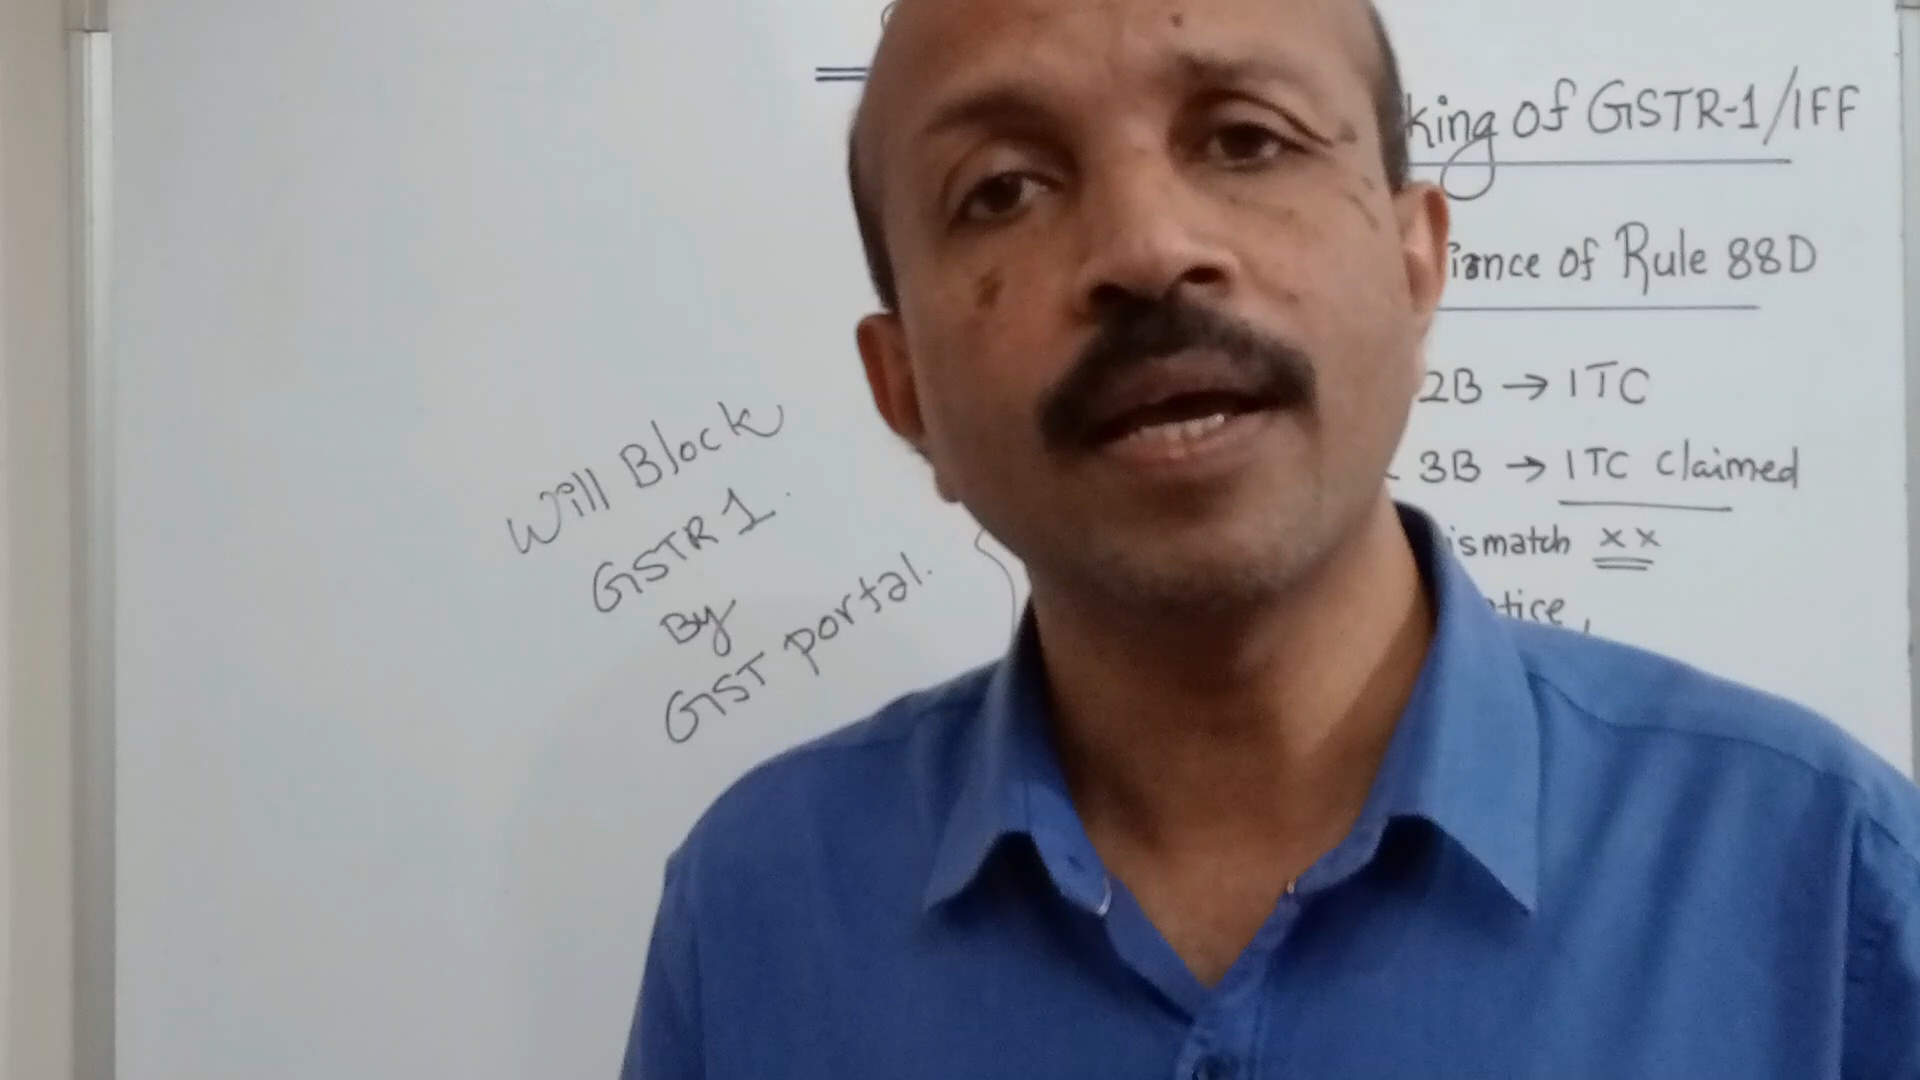 king of GSTR-1/IFF
iance of Rule 88D
2B → ITC
3B → ITC claimed
ismatch xx
tice,
Will Block
GSTR 1.
By
GST portal.